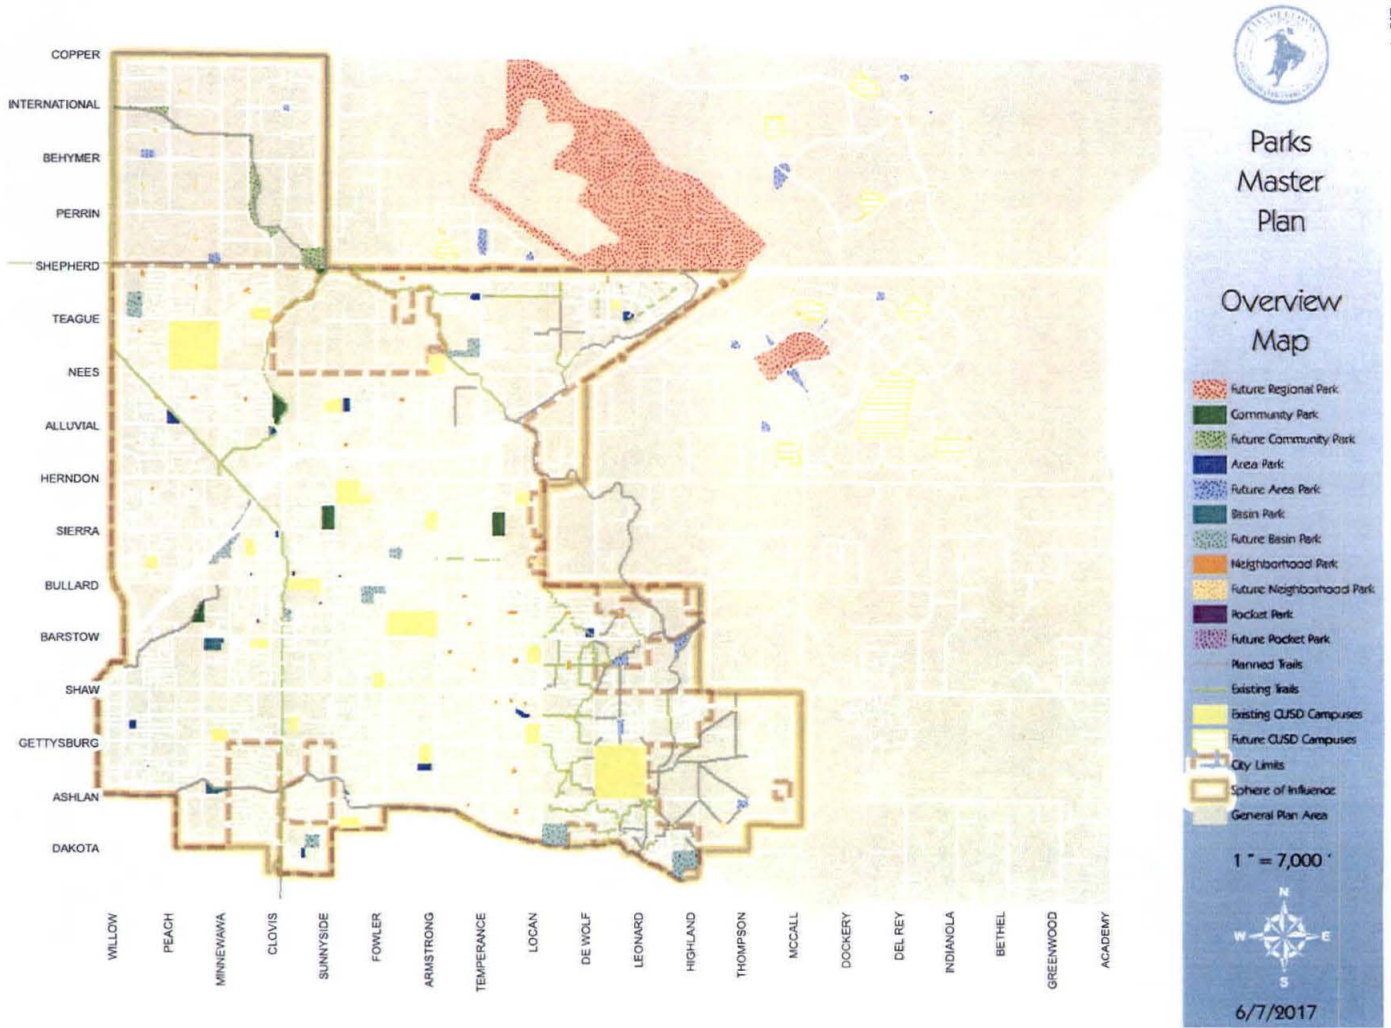 COPPER
INTERNATIONAL
BEHYMER
PERRIN
SHEPHERD
TEAGUE
NEES
ALLUVIAL
HERNDON
SIERRA
BULLARD
BARSTOW
SHAW
GETTYSBURG
ASHLAN
DAKOTA
WILLOW
PEACH
MINNEWAWA
CLOVIS
SUNNYSIDE
FOWLER
ARMSTRONG
TEMPERANCE
LOCAN
DE WOLF
LEONARD
HIGHLAND
THOMPSON
MCCALL
DOCKERY
DEL REY
INDIANOLA
BETHEL
GREENWOOD
ACADEMY
Parks
Master
Plan
Overview
Map
Future Regional Park
Community Park
Future Community Park
Area Park
Future Area Park
Basin Park
Future Basin Park
Neighborhood Park
Future Neighborhood Park
Pocket Park
Future Pocket Park
Planned Trails
Existing Trails
Existing CUSD Campuses
Future CUSD Campuses
City Limits
Sphere of Influence
General Plan Area
1 " = 7,000 '
N
W E
S
6/7/2017